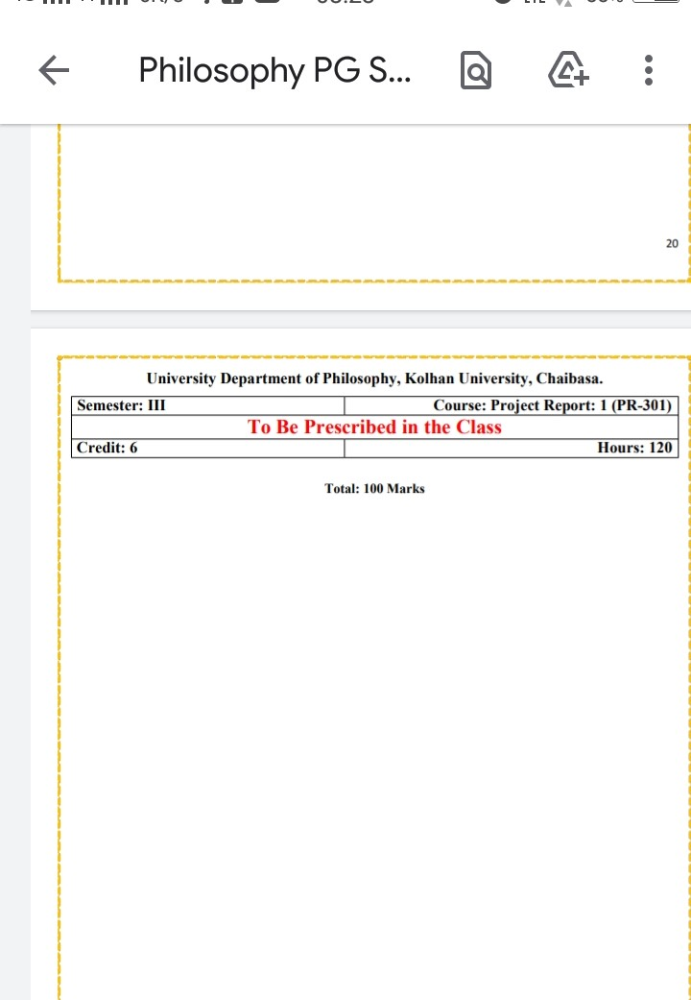 Philosophy PG S...
20
University Department of Philosophy, Kolhan University, Chaibasa.
Semester: III Course: Project Report: 1 (PR-301)
To Be Prescribed in the Class
Credit: 6 Hours: 120
Total: 100 Marks